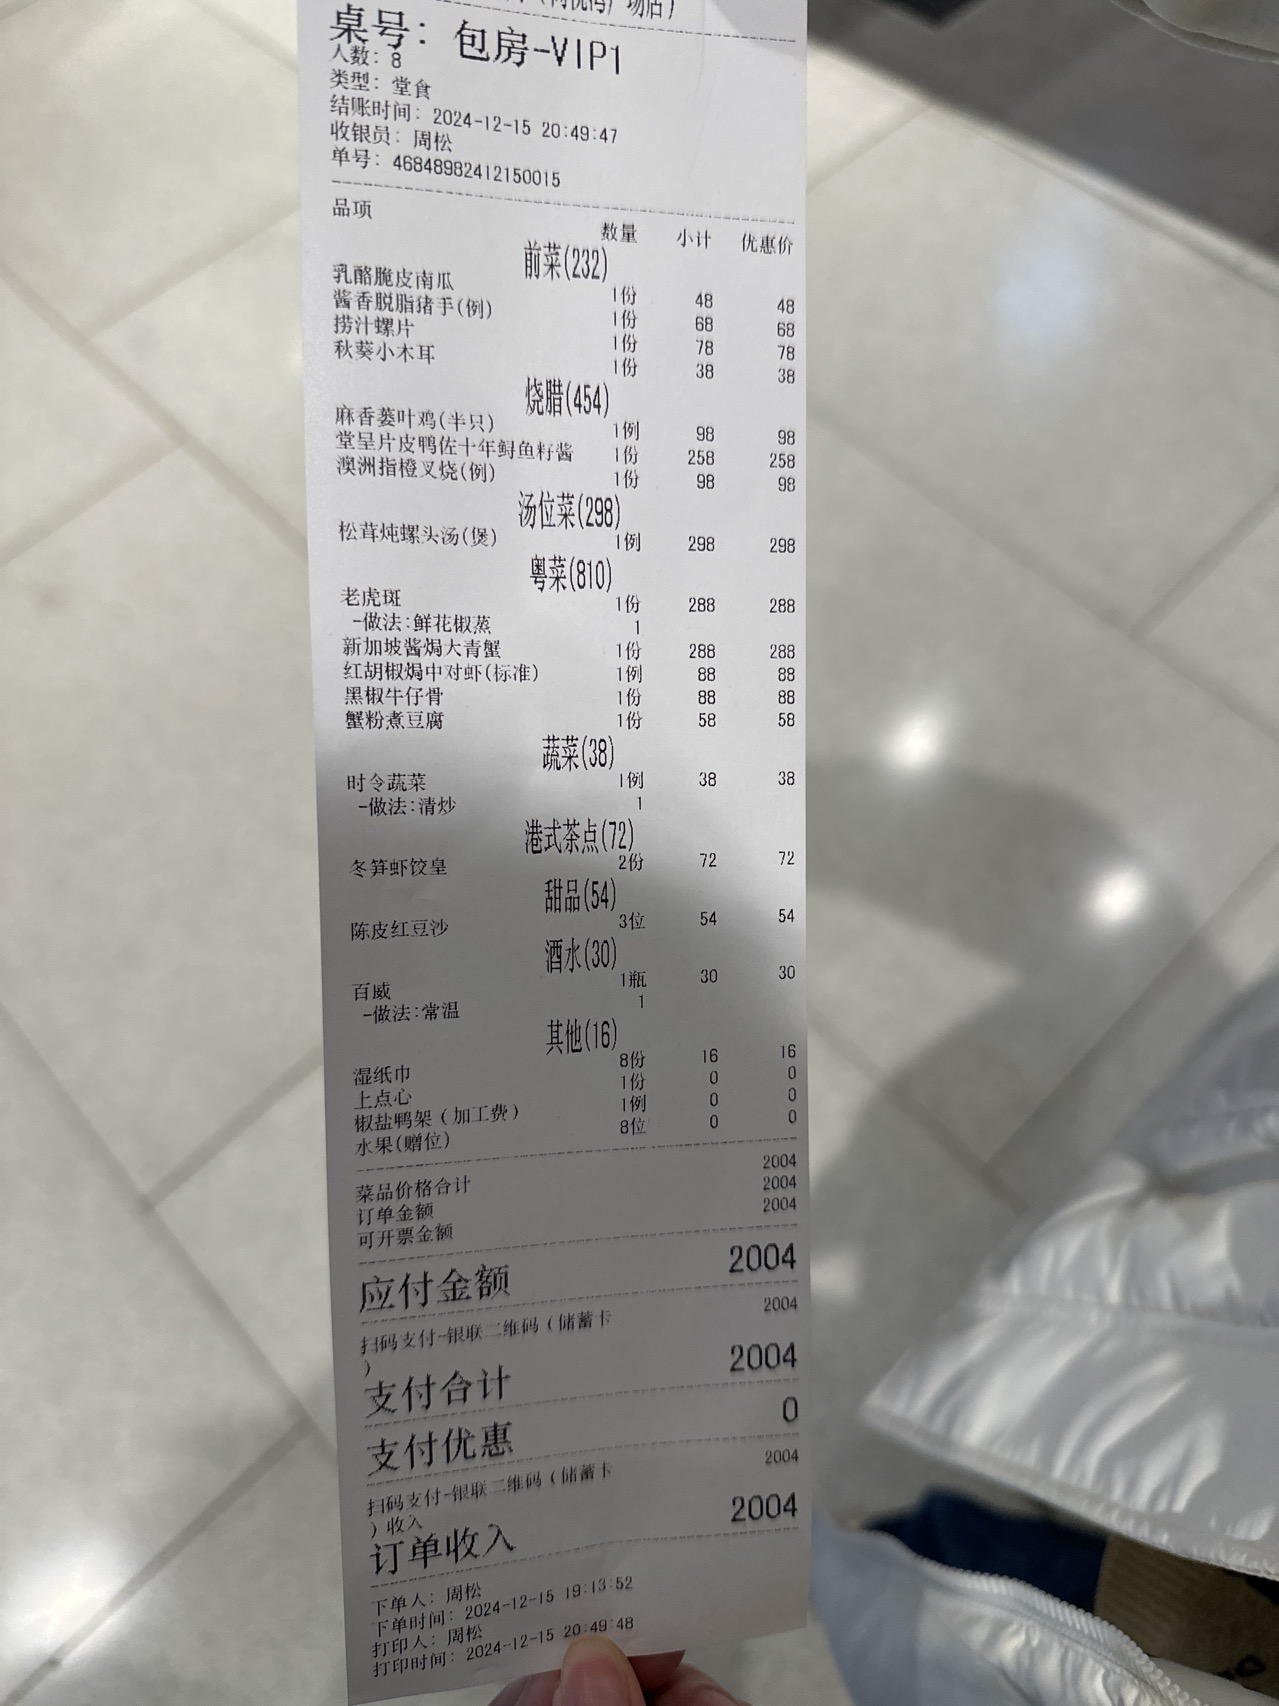 场店)
桌号: 包房-VIP1
人数: 8
类型: 堂食
结账时间: 2024-12-15 20:49:47
收银员: 周松
单号: 46848982412150015
品项 数量 小计 优惠价
前菜(232)
乳酪脆皮南瓜 1份 48 48
酱香脱脂猪手(例) 1份 68 68
捞汁螺片 1份 78 78
秋葵小木耳 1份 38 38
烧腊(454)
麻香蒌叶鸡(半只) 1例 98 98
堂呈片皮鸭佐十年鲟鱼籽酱 1份 258 258
澳洲指橙叉烧(例) 1份 98 98
汤位菜(298)
松茸炖螺头汤(煲) 1例 298 298
粤菜(810)
老虎斑 1份 288 288
-做法:鲜花椒蒸 1
新加坡酱焗大青蟹 1份 288 288
红胡椒焗中对虾(标准) 1例 88 88
黑椒牛仔骨 1份 88 88
蟹粉煮豆腐 1份 58 58
蔬菜(38)
时令蔬菜 1例 38 38
-做法:清炒 1
港式茶点(72)
冬笋虾饺皇 2份 72 72
甜品(54)
陈皮红豆沙 3位 54 54
酒水(30)
百威 1瓶 30 30
-做法:常温 1
其他(16)
湿纸巾 8份 16 16
上点心 1份 0 0
椒盐鸭架(加工费) 1例 0 0
水果(赠位) 8位 0 0
菜品价格合计 2004
订单金额 2004
可开票金额 2004
应付金额 2004
扫码支付-银联二维码(储蓄卡 2004
)
支付合计 2004
支付优惠 0
扫码支付-银联二维码(储蓄卡 2004
)收入
订单收入 2004
下单人: 周松
下单时间: 2024-12-15 19:13:52
打印人: 周松
打印时间: 2024-12-15 20:49:48